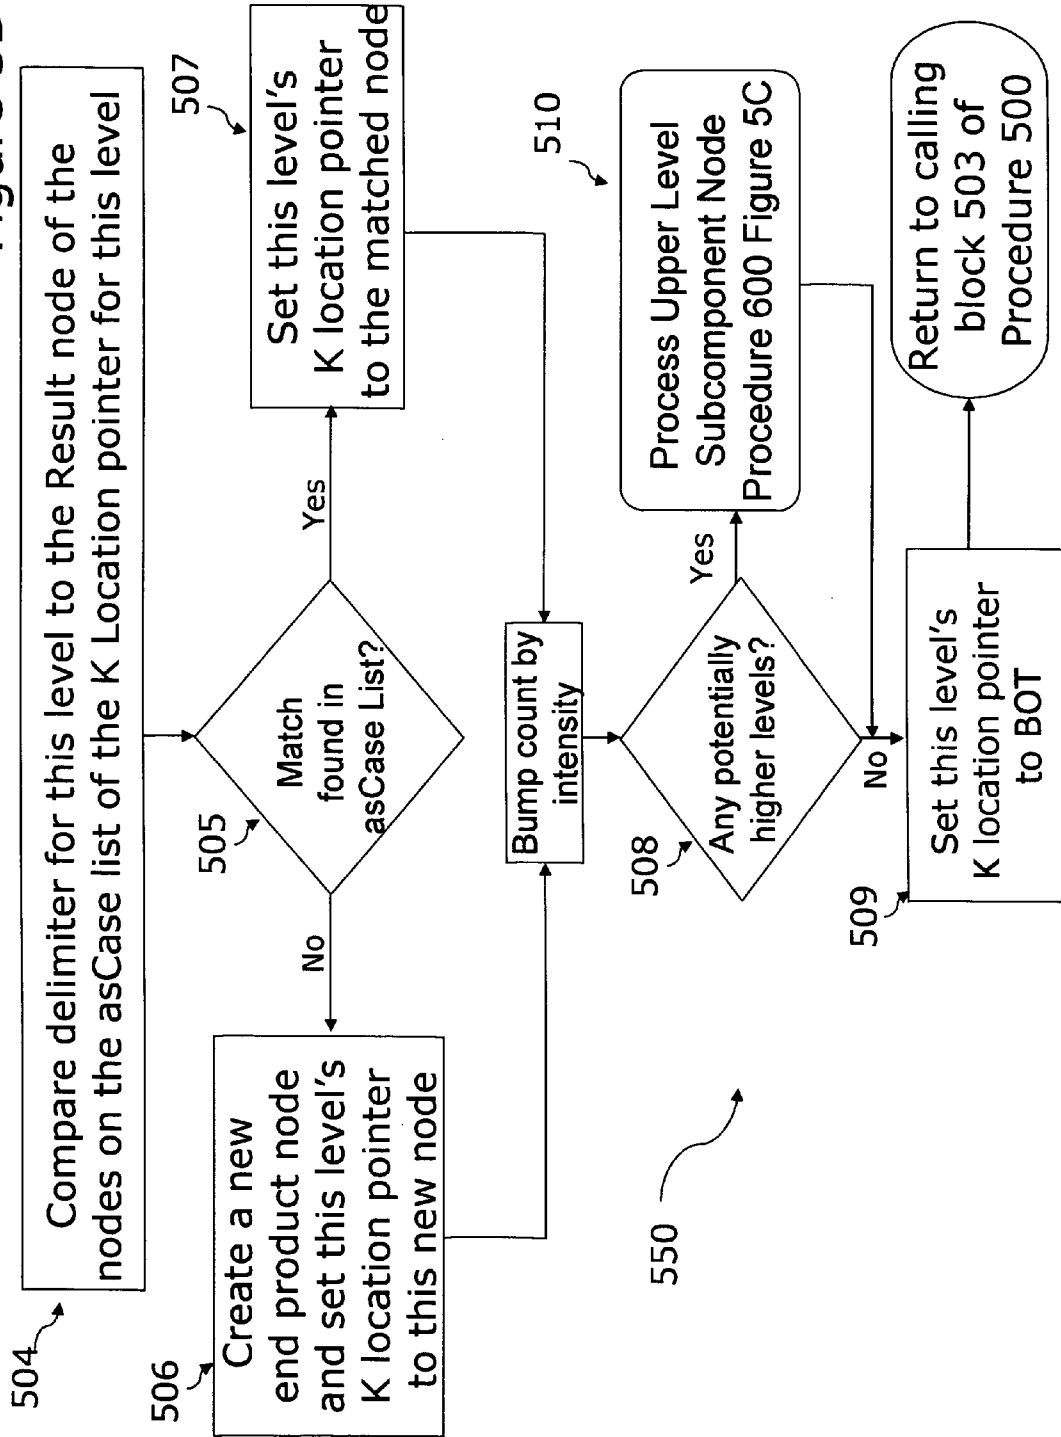 504
Compare delimiter for this level to the Result node of the
nodes on the asCase list of the K Location pointer for this level
505
Match
found in
asCase List?
No
Yes
506
Create a new
end product node
and set this level's
K location pointer
to this new node
507
Set this level's
K location pointer
to the matched node
Bump count by
intensity
508
Any potentially
higher levels?
Yes
No
510
Process Upper Level
Subcomponent Node
Procedure 600 Figure 5C
509
Set this level's
K location pointer
to BOT
Return to calling
block 503 of
Procedure 500
550